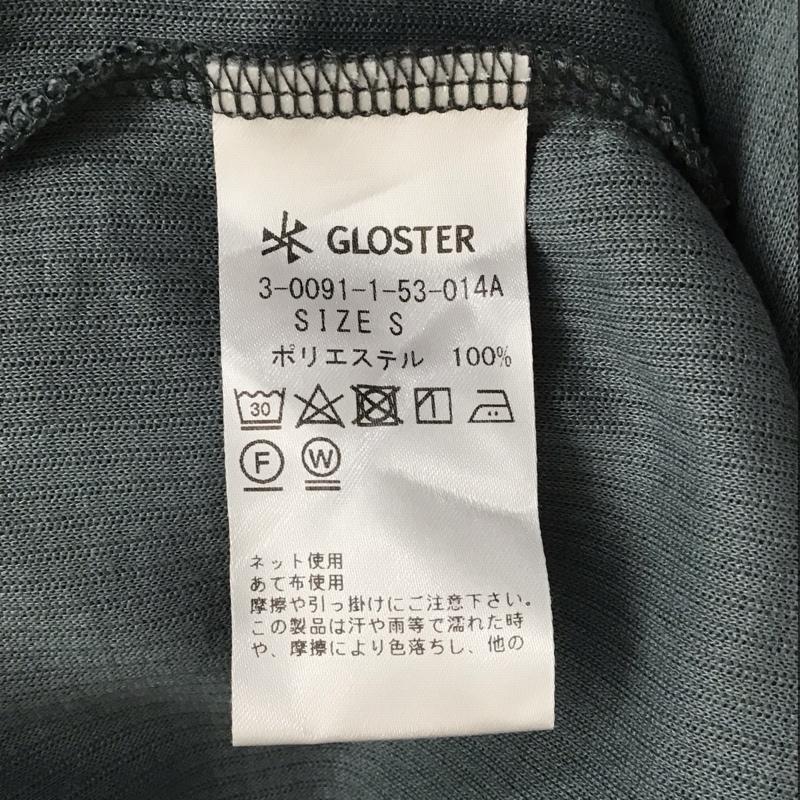 GLOSTER
3-0091-1-53-014A
SIZE S
ポリエステル 100%
30
F W
ネット使用
あて布使用
摩擦や引っ掛けにご注意下さい。
この製品は汗や雨等で濡れた時
や、摩擦により色落ちし、他の